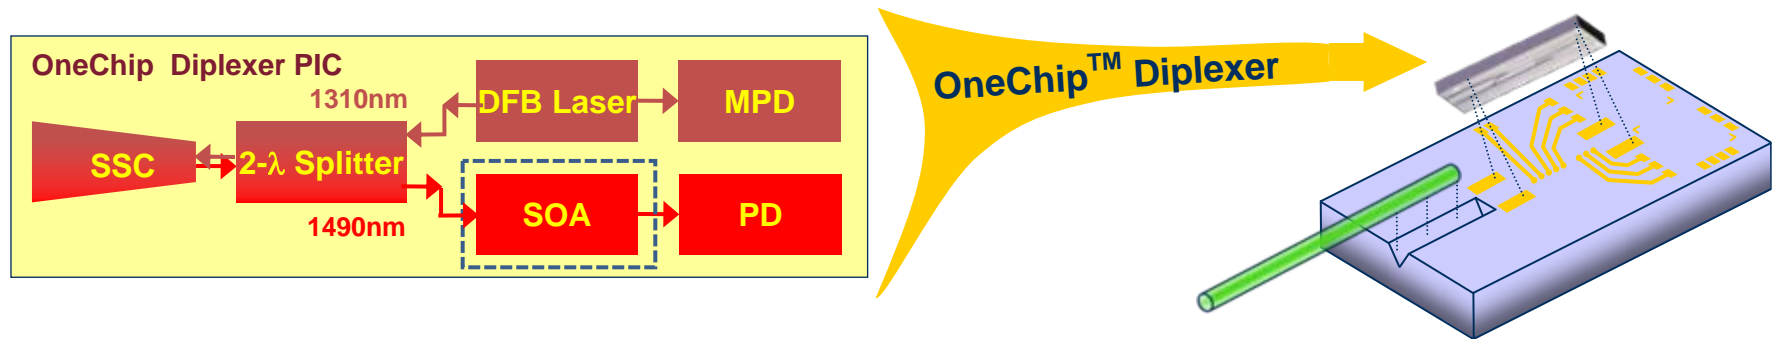 OneChip Diplexer PIC
1310nm
DFB Laser
MPD
SSC
2-λ Splitter
SOA
PD
1490nm
OneChip™ Diplexer